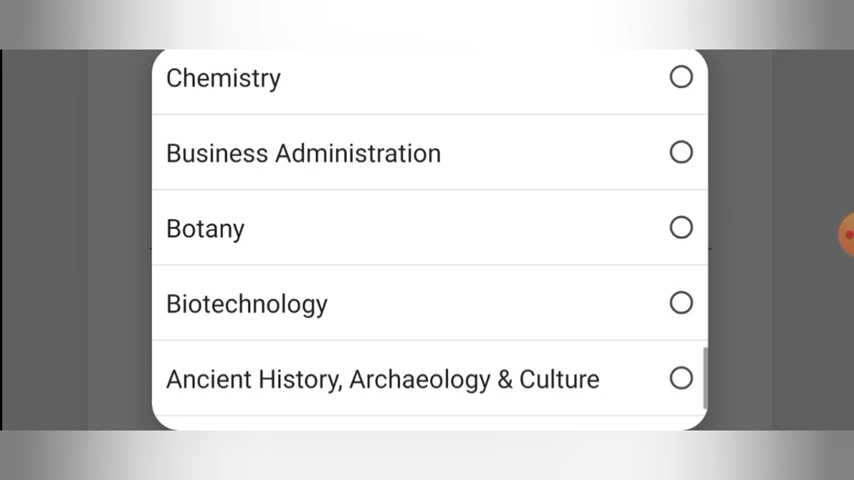 Chemistry
Business Administration
Botany
Biotechnology
Ancient History, Archaeology & Culture